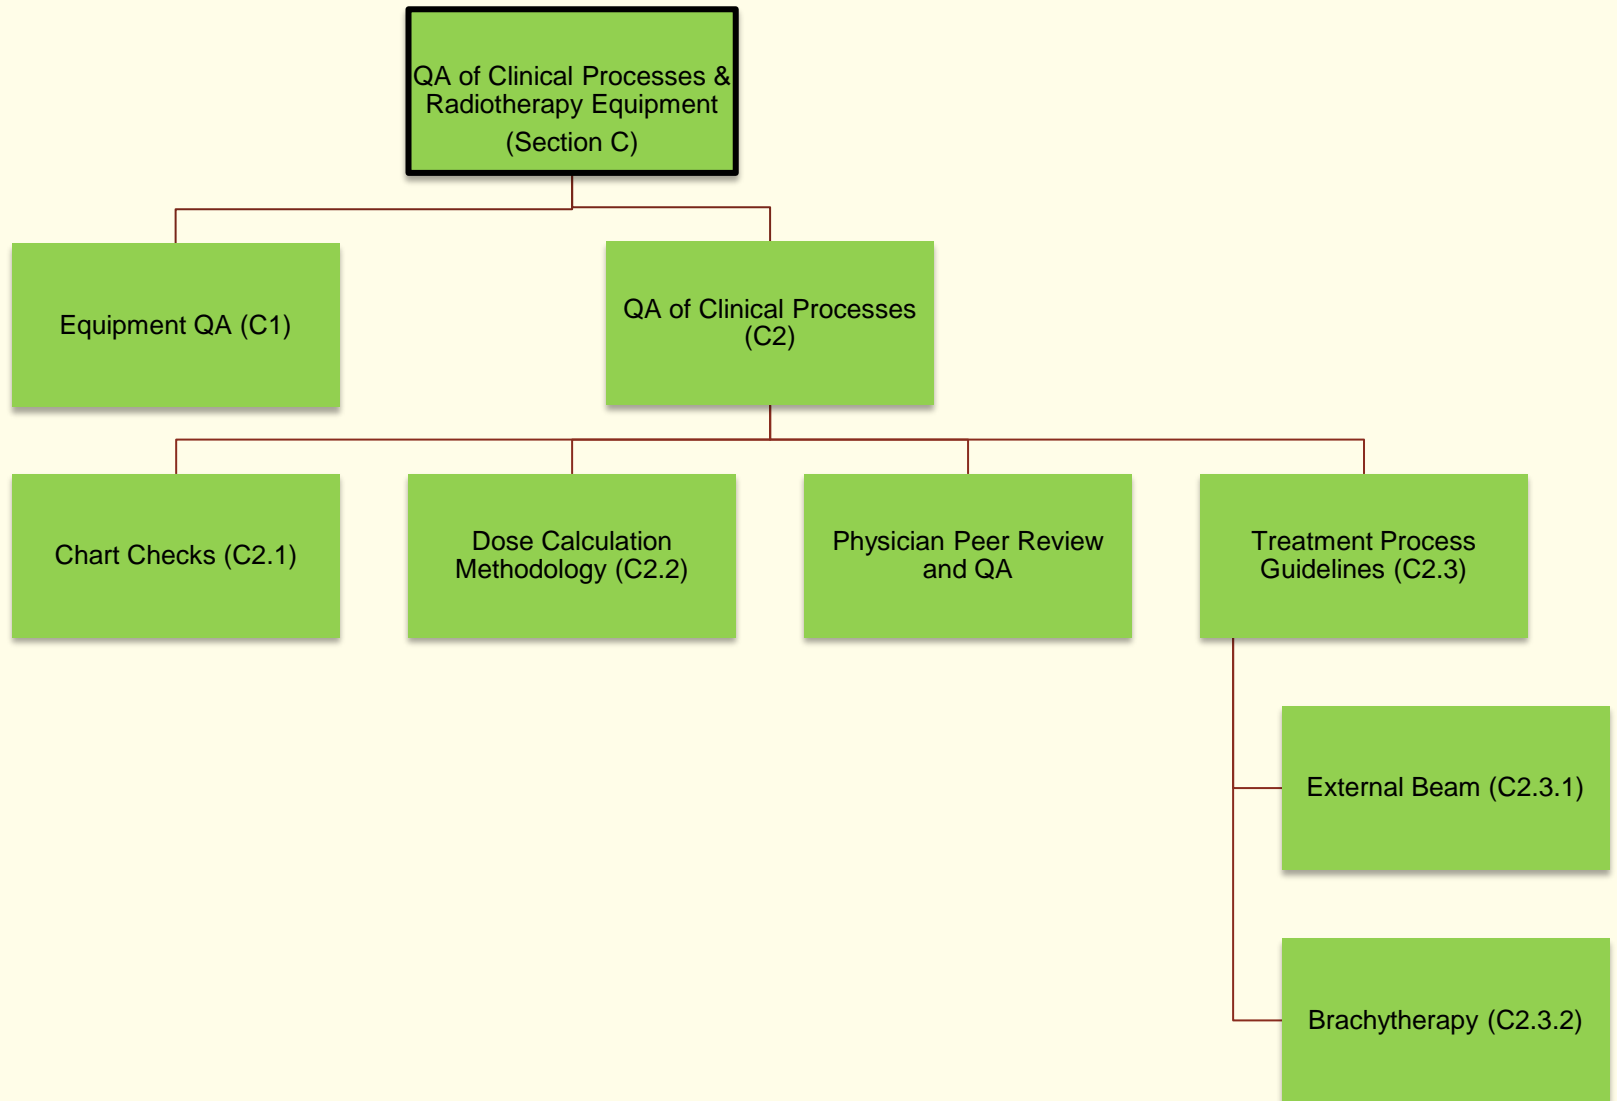 QA of Clinical Processes &
Radiotherapy Equipment
(Section C)
Equipment QA (C1)
QA of Clinical Processes
(C2)
Chart Checks (C2.1)
Dose Calculation
Methodology (C2.2)
Physician Peer Review
and QA
Treatment Process
Guidelines (C2.3)
External Beam (C2.3.1)
Brachytherapy (C2.3.2)